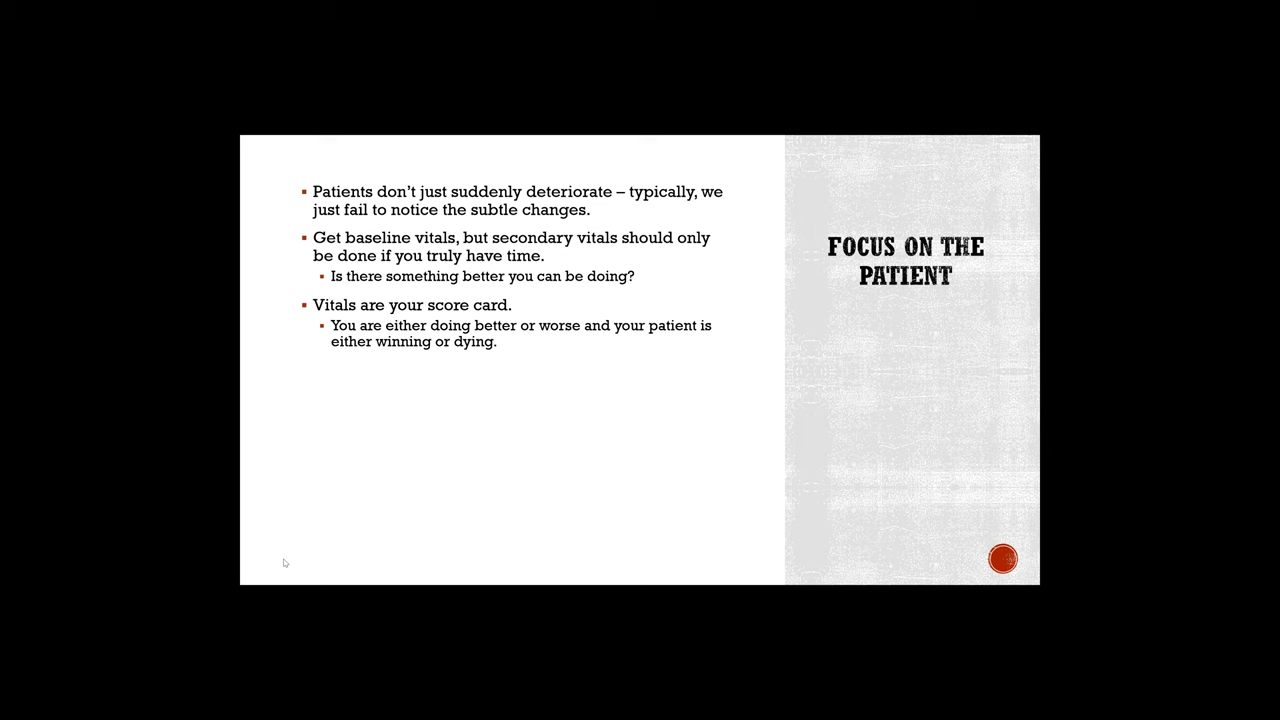 Patients don’t just suddenly deteriorate – typically, we
just fail to notice the subtle changes.
Get baseline vitals, but secondary vitals should only
be done if you truly have time.
Is there something better you can be doing?
Vitals are your score card.
You are either doing better or worse and your patient is
either winning or dying.
FOCUS ON THE
PATIENT